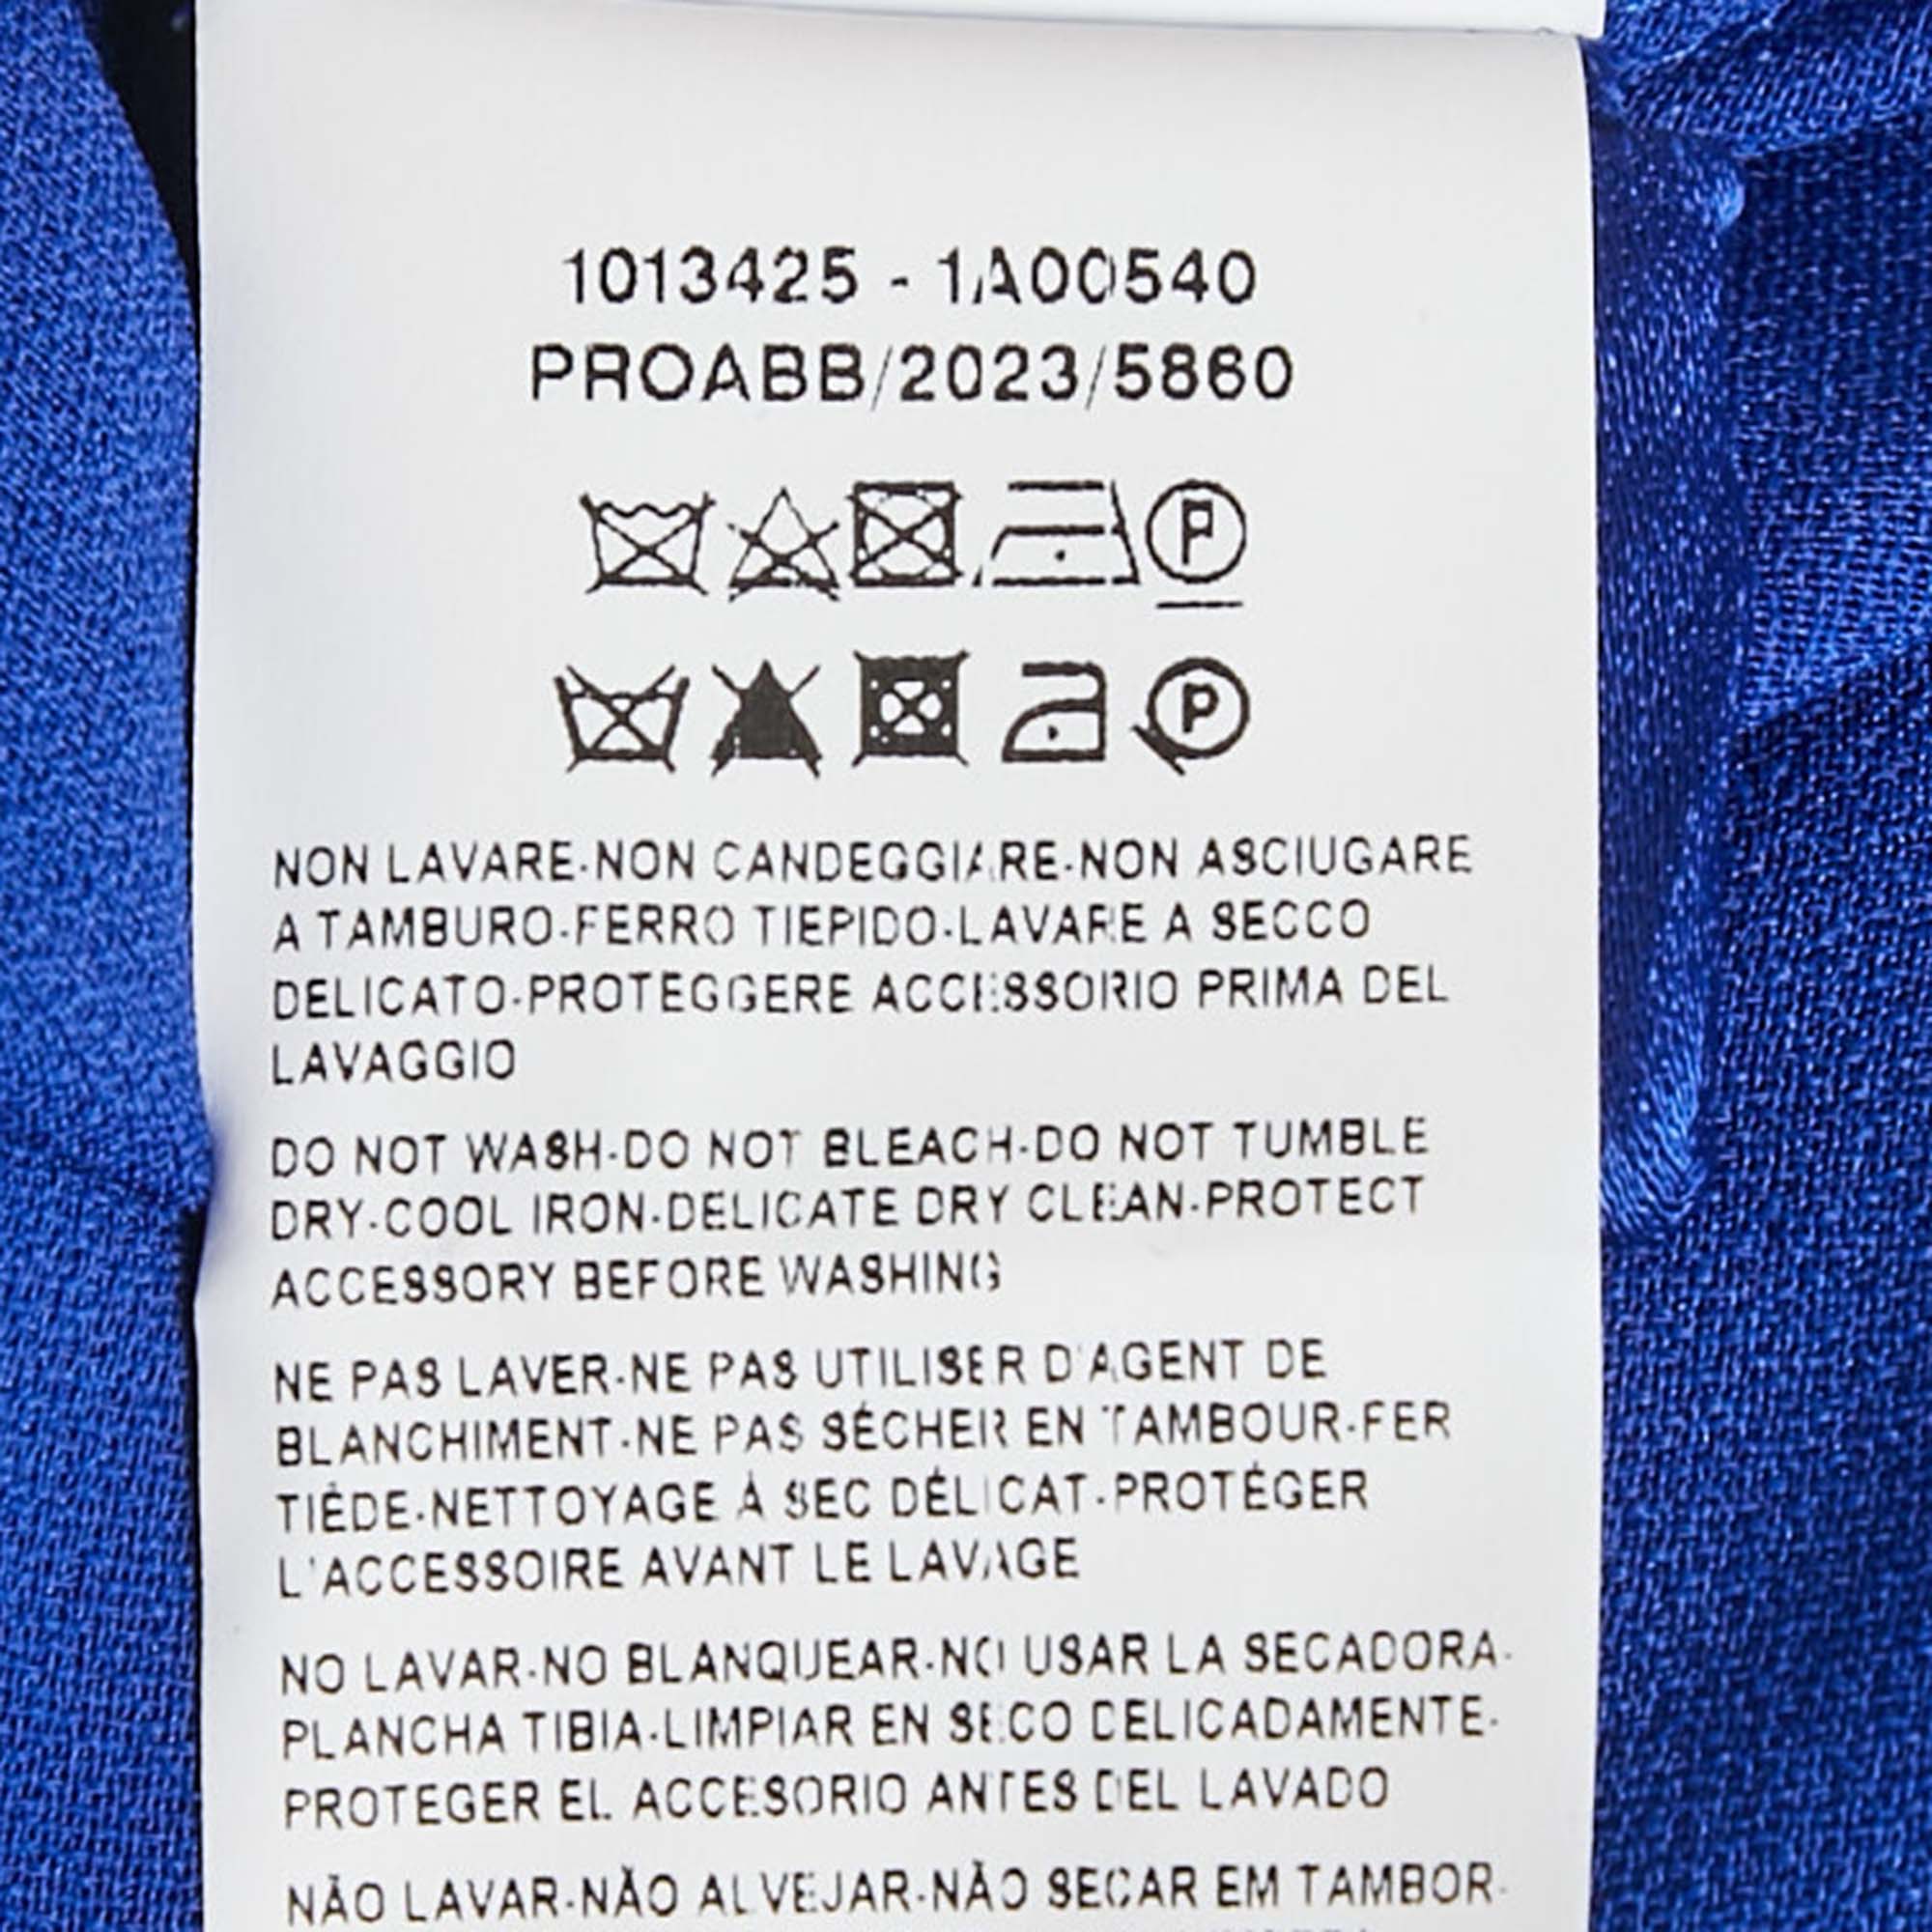 1013425 - 1A00540
PROABB/2023/5860
P
P
NON LAVARE-NON CANDEGGIARE-NON ASCIUGARE
A TAMBURO-FERRO TIEPIDO-LAVARE A SECCO
DELICATO-PROTEGGERE ACCESSORIO PRIMA DEL
LAVAGGIO
DO NOT WASH-DO NOT BLEACH-DO NOT TUMBLE
DRY-COOL IRON-DELICATE DRY CLEAN-PROTECT
ACCESSORY BEFORE WASHING
NE PAS LAVER-NE PAS UTILISER D'AGENT DE
BLANCHIMENT-NE PAS SÉCHER EN TAMBOUR-FER
TIÉDE-NETTOYAGE À SEC DÉLICAT-PROTÉGER
L'ACCESSOIRE AVANT LE LAVAGE
NO LAVAR-NO BLANQUEAR-NO USAR LA SECADORA-
PLANCHA TIBIA-LIMPIAR EN SECO DELICADAMENTE-
PROTEGER EL ACCESORIO ANTES DEL LAVADO
NÃO LAVAR-NÃO ALVEJAR-NÃO SECAR EM TAMBOR-